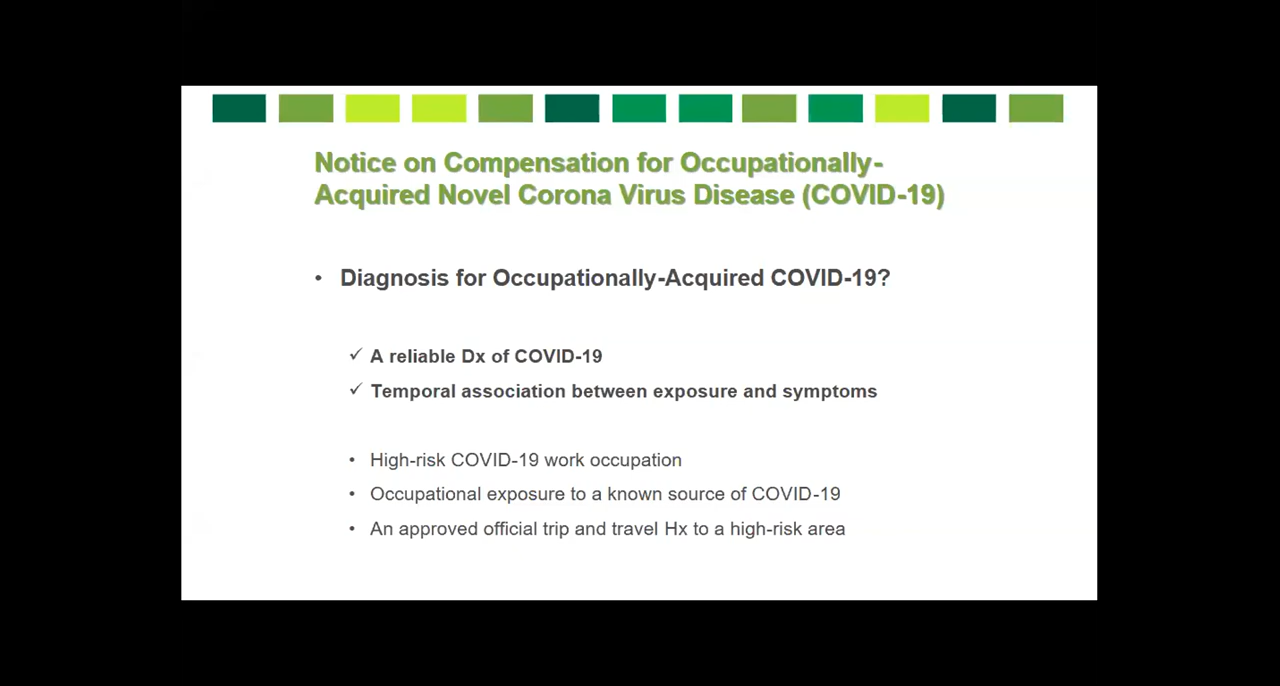 Notice on Compensation for Occupationally-
Acquired Novel Corona Virus Disease (COVID-19)
• Diagnosis for Occupationally-Acquired COVID-19?
✓ A reliable Dx of COVID-19
✓ Temporal association between exposure and symptoms
• High-risk COVID-19 work occupation
• Occupational exposure to a known source of COVID-19
• An approved official trip and travel Hx to a high-risk area